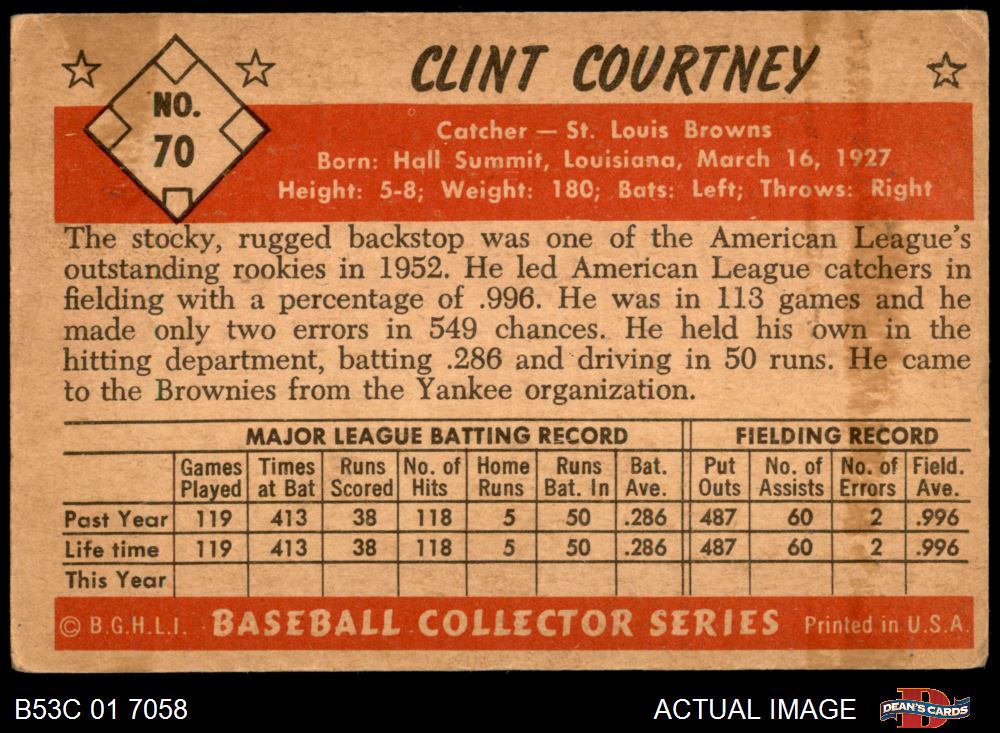 CLINT COURTNEY
NO.
70
Catcher — St. Louis Browns
Born: Hall Summit, Louisiana, March 16, 1927
Height: 5-8; Weight: 180; Bats: Left; Throws: Right
The stocky, rugged backstop was one of the American League's
outstanding rookies in 1952. He led American League catchers in
fielding with a percentage of .996. He was in 113 games and he
made only two errors in 549 chances. He held his own in the
hitting department, batting .286 and driving in 50 runs. He came
to the Brownies from the Yankee organization.
MAJOR LEAGUE BATTING RECORD FIELDING RECORD
Games Times Runs No. of Home Runs Bat. Put No. of No. of Field.
Played at Bat Scored Hits Runs Bat. In Ave. Outs Assists Errors Ave.
Past Year 119 413 38 118 5 50 .286 487 60 2 .996
Life time 119 413 38 118 5 50 .286 487 60 2 .996
This Year
© B.G.H.L.I. BASEBALL COLLECTOR SERIES Printed in U.S.A.
B53C 01 7058 ACTUAL IMAGE DEAN'S CARDS